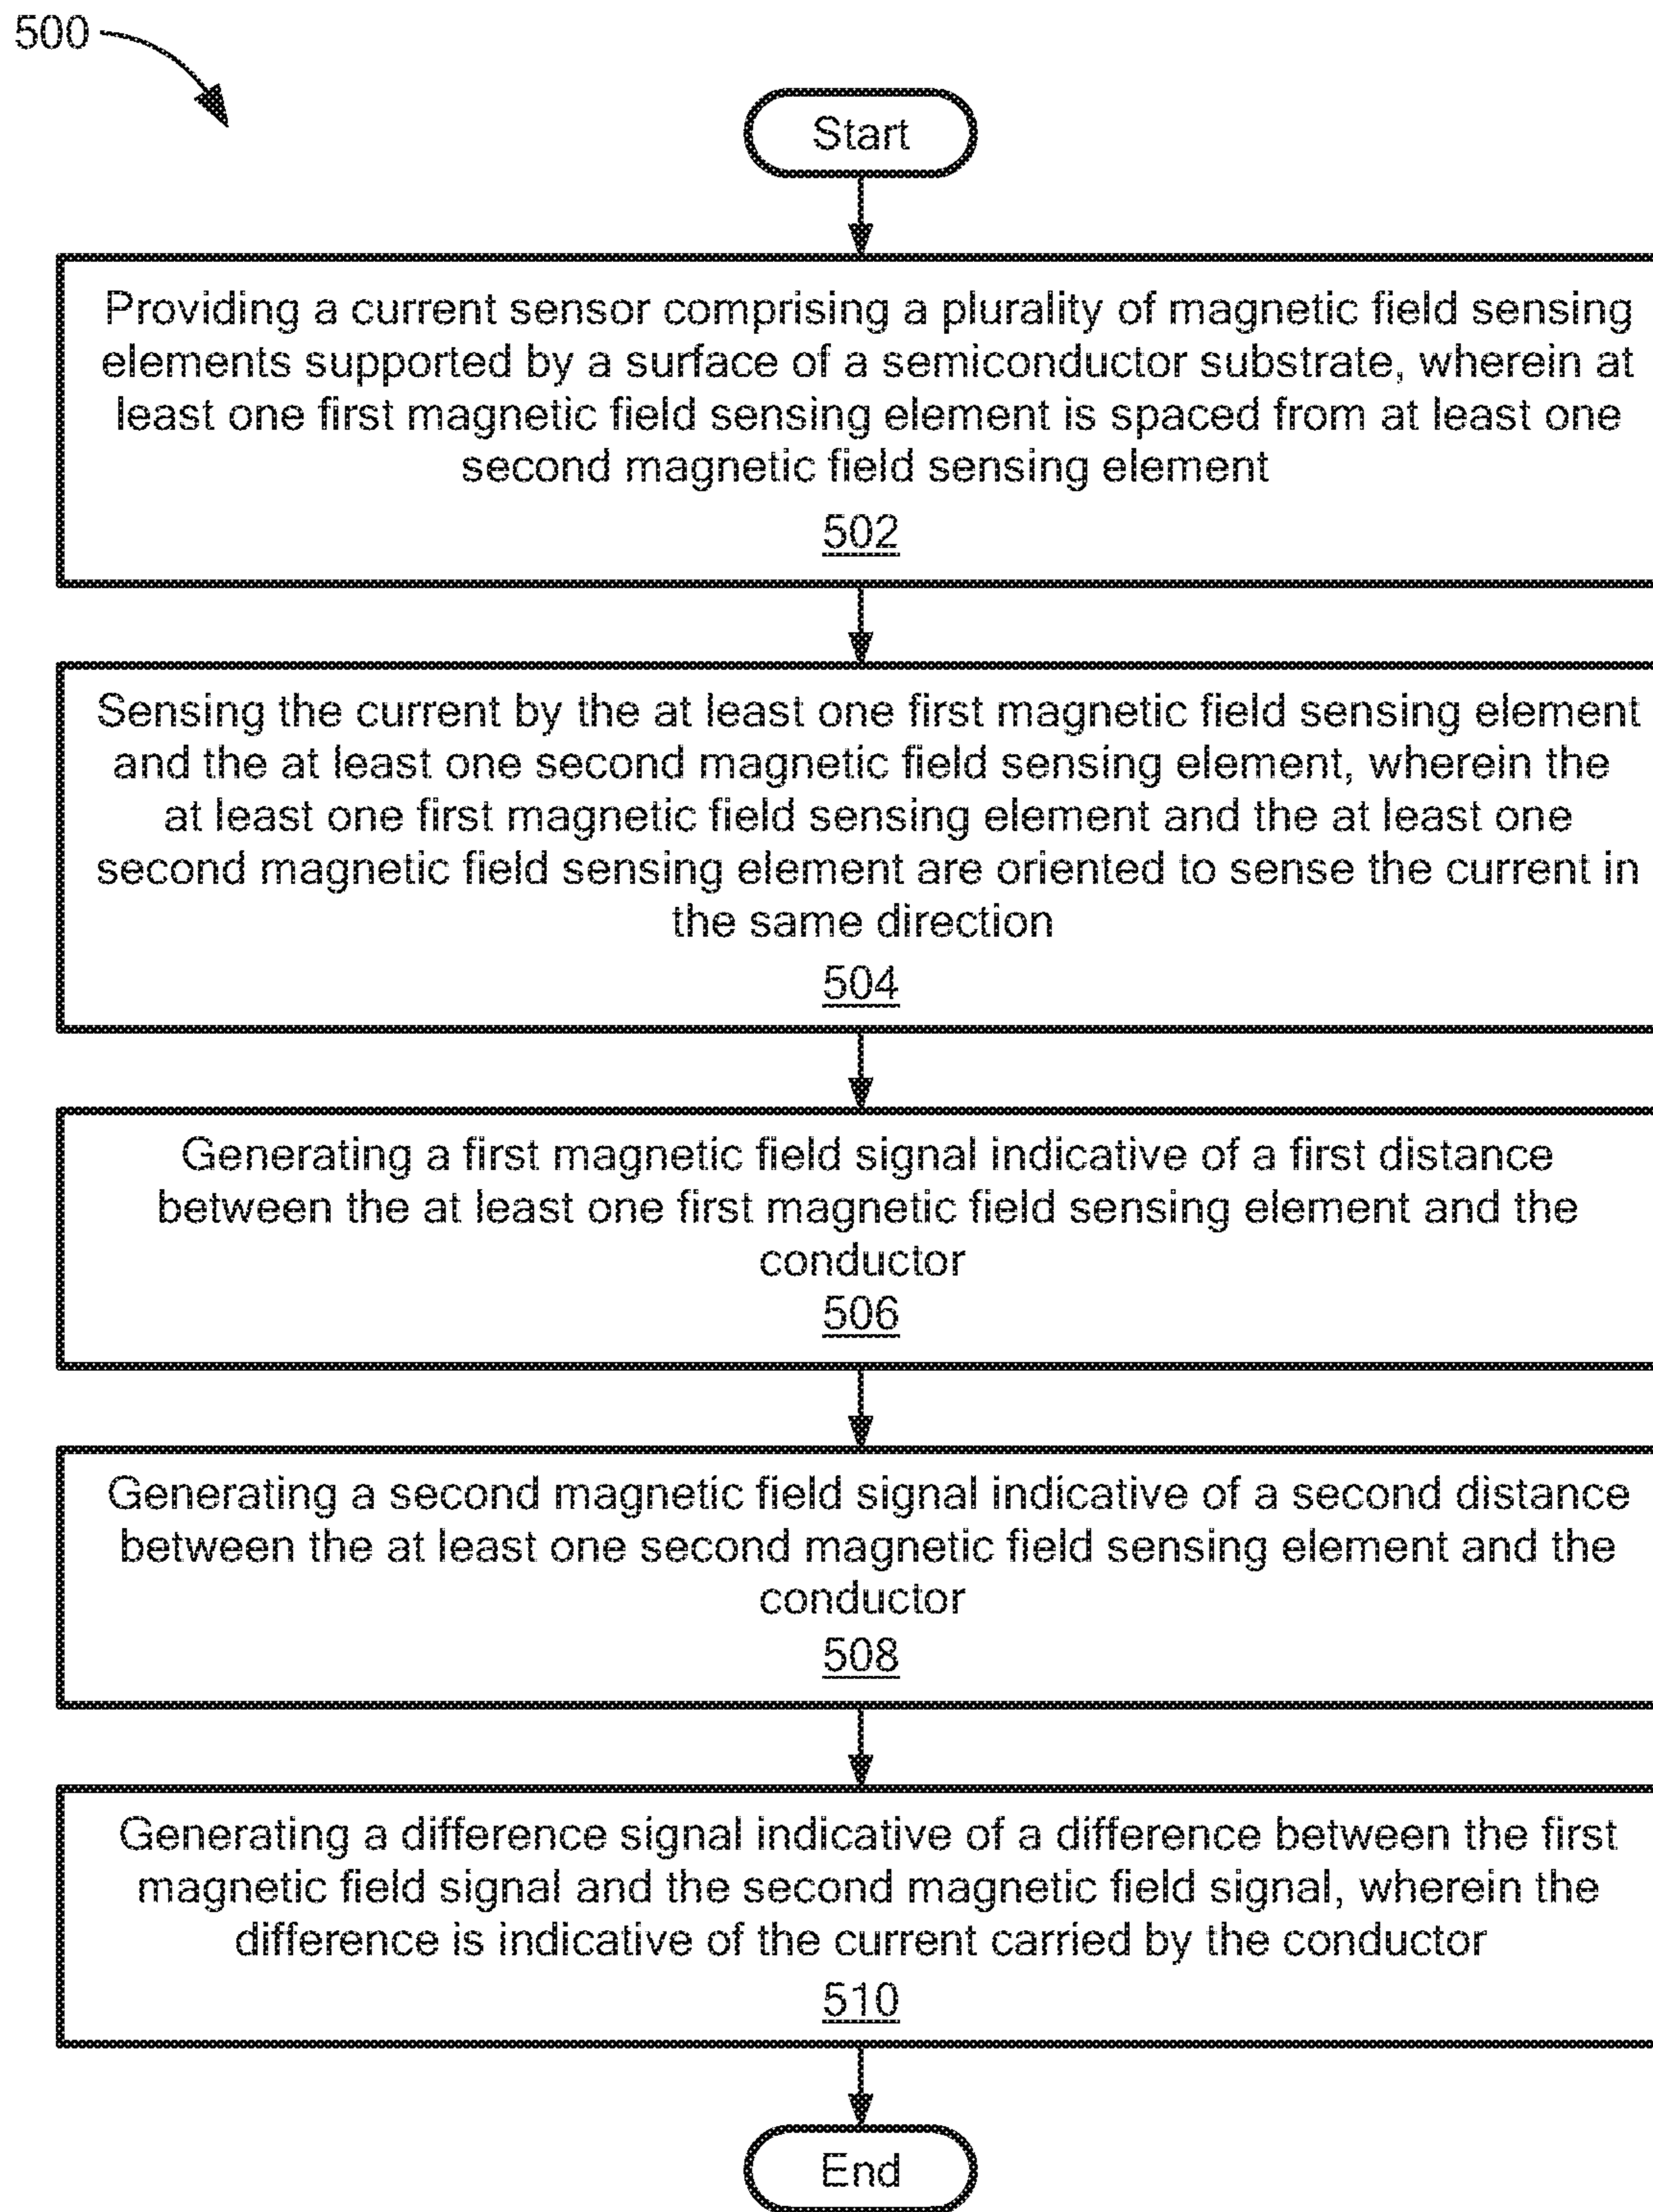 500
Start
Providing a current sensor comprising a plurality of magnetic field sensing
elements supported by a surface of a semiconductor substrate, wherein at
least one first magnetic field sensing element is spaced from at least one
second magnetic field sensing element
502
Sensing the current by the at least one first magnetic field sensing element
and the at least one second magnetic field sensing element, wherein the
at least one first magnetic field sensing element and the at least one
second magnetic field sensing element are oriented to sense the current in
the same direction
504
Generating a first magnetic field signal indicative of a first distance
between the at least one first magnetic field sensing element and the
conductor
506
Generating a second magnetic field signal indicative of a second distance
between the at least one second magnetic field sensing element and the
conductor
508
Generating a difference signal indicative of a difference between the first
magnetic field signal and the second magnetic field signal, wherein the
difference is indicative of the current carried by the conductor
510
End